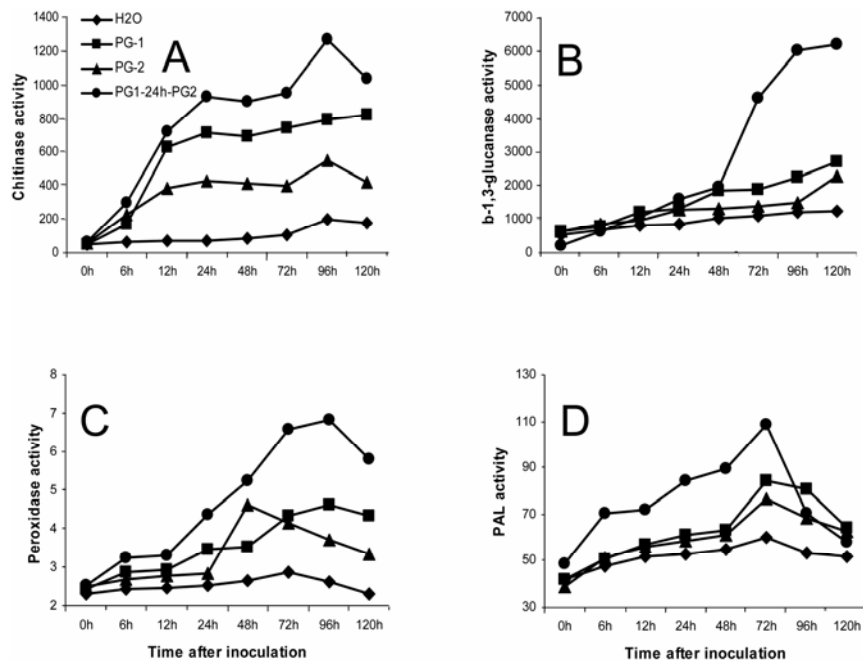 A
Chitinase activity
1400
1200
1000
800
600
400
200
0
0h 6h 12h 24h 48h 72h 96h 120h
H2O
PG-1
PG-2
PG1-24h-PG2
B
b-1,3-glucanase activity
7000
6000
5000
4000
3000
2000
1000
0
0h 6h 12h 24h 48h 72h 96h 120h
C
Peroxidase activity
8
7
6
5
4
3
2
0h 6h 12h 24h 48h 72h 96h 120h
Time after inoculation
D
PAL activity
130
110
90
70
50
30
0h 6h 12h 24h 48h 72h 96h 120h
Time after inoculation